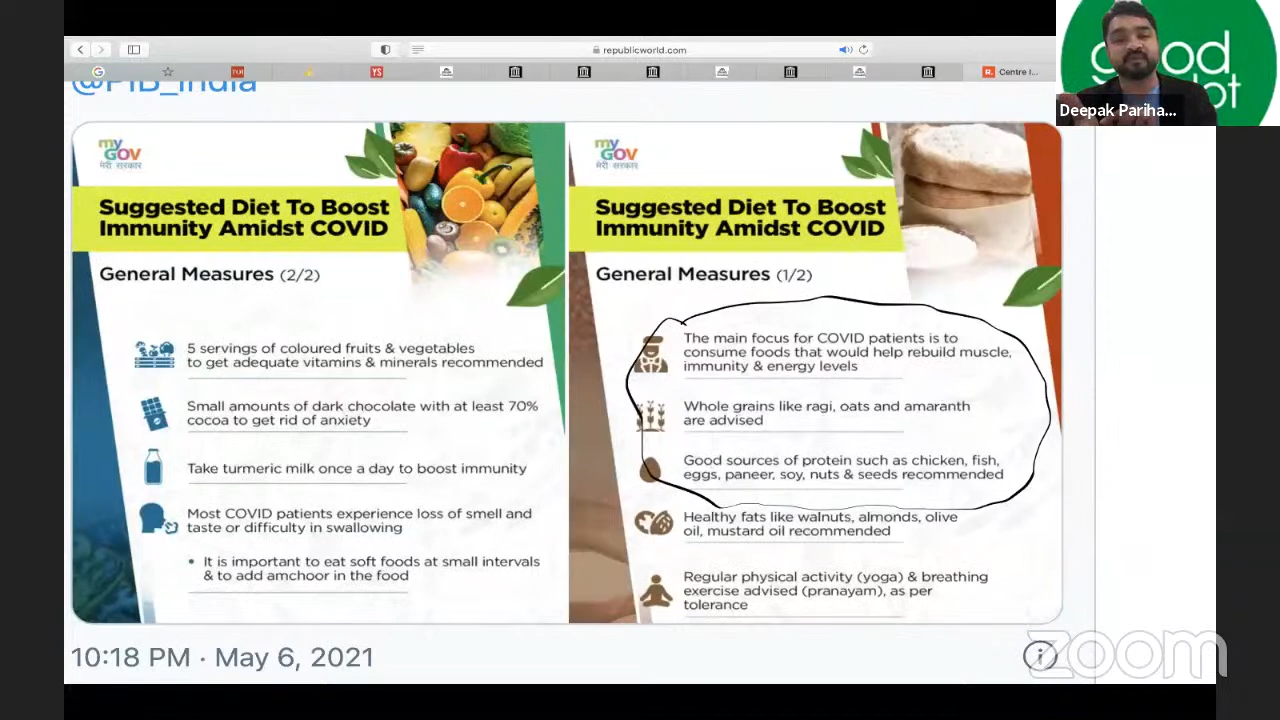 republicworld.com
Centre I...
@PIB_India
my
GOV
मेरी सरकार
Suggested Diet To Boost
Immunity Amidst COVID
General Measures (2/2)
5 servings of coloured fruits & vegetables
to get adequate vitamins & minerals recommended
Small amounts of dark chocolate with at least 70%
cocoa to get rid of anxiety
Take turmeric milk once a day to boost immunity
Most COVID patients experience loss of smell and
taste or difficulty in swallowing
• It is important to eat soft foods at small intervals
& to add amchoor in the food
my
GOV
मेरी सरकार
Suggested Diet To Boost
Immunity Amidst COVID
General Measures (1/2)
The main focus for COVID patients is to
consume foods that would help rebuild muscle,
immunity & energy levels
Whole grains like ragi, oats and amaranth
are advised
Good sources of protein such as chicken, fish,
eggs, paneer, soy, nuts & seeds recommended
Healthy fats like walnuts, almonds, olive
oil, mustard oil recommended
Regular physical activity (yoga) & breathing
exercise advised (pranayam), as per
tolerance
10:18 PM · May 6, 2021
good
Deepak Pariha...
zoom